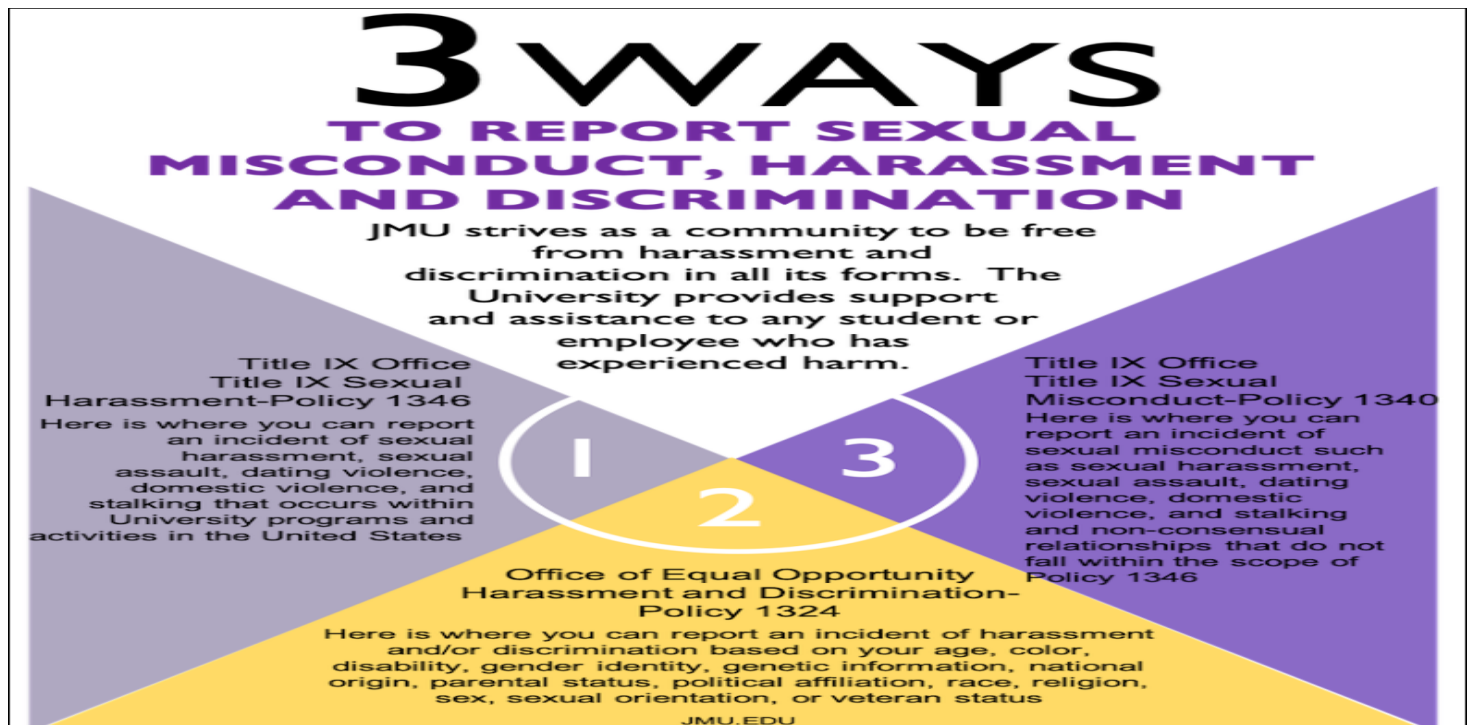 3 WAYS
TO REPORT SEXUAL
MISCONDUCT, HARASSMENT
AND DISCRIMINATION
JMU strives as a community to be free
from harassment and
discrimination in all its forms. The
University provides support
and assistance to any student or
employee who has
experienced harm.
Title IX Office
Title IX Sexual
Harassment-Policy 1346
Here is where you can report
an incident of sexual
harassment, sexual
assault, dating violence,
domestic violence, and
stalking that occurs within
University programs and
activities in the United States
1
2
Office of Equal Opportunity
Harassment and Discrimination-
Policy 1324
Here is where you can report an incident of harassment
and/or discrimination based on your age, color,
disability, gender identity, genetic information, national
origin, parental status, political affiliation, race, religion,
sex, sexual orientation, or veteran status
3
Title IX Office
Title IX Sexual
Misconduct-Policy 1340
Here is where you can
report an incident of
sexual misconduct such
as sexual harassment,
sexual assault, dating
violence, domestic
violence, and stalking
and non-consensual
relationships that do not
fall within the scope of
Policy 1346
JMU.EDU